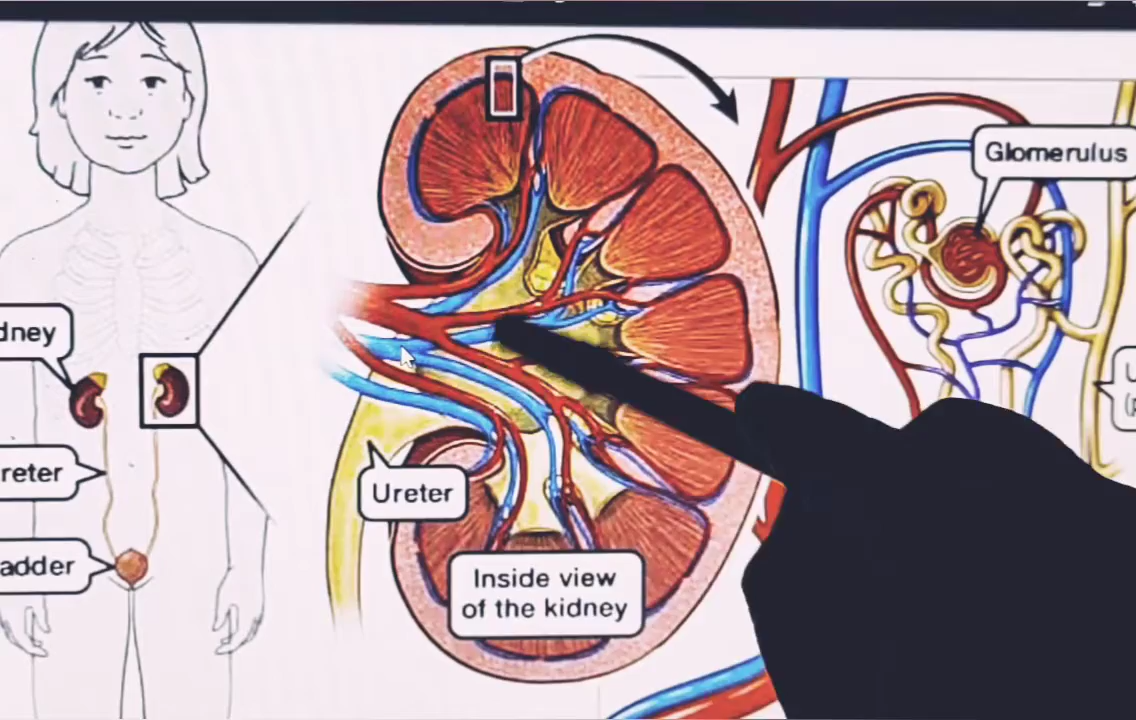 Glomerulus
dney
reter
Ureter
adder
Inside view
of the kidney